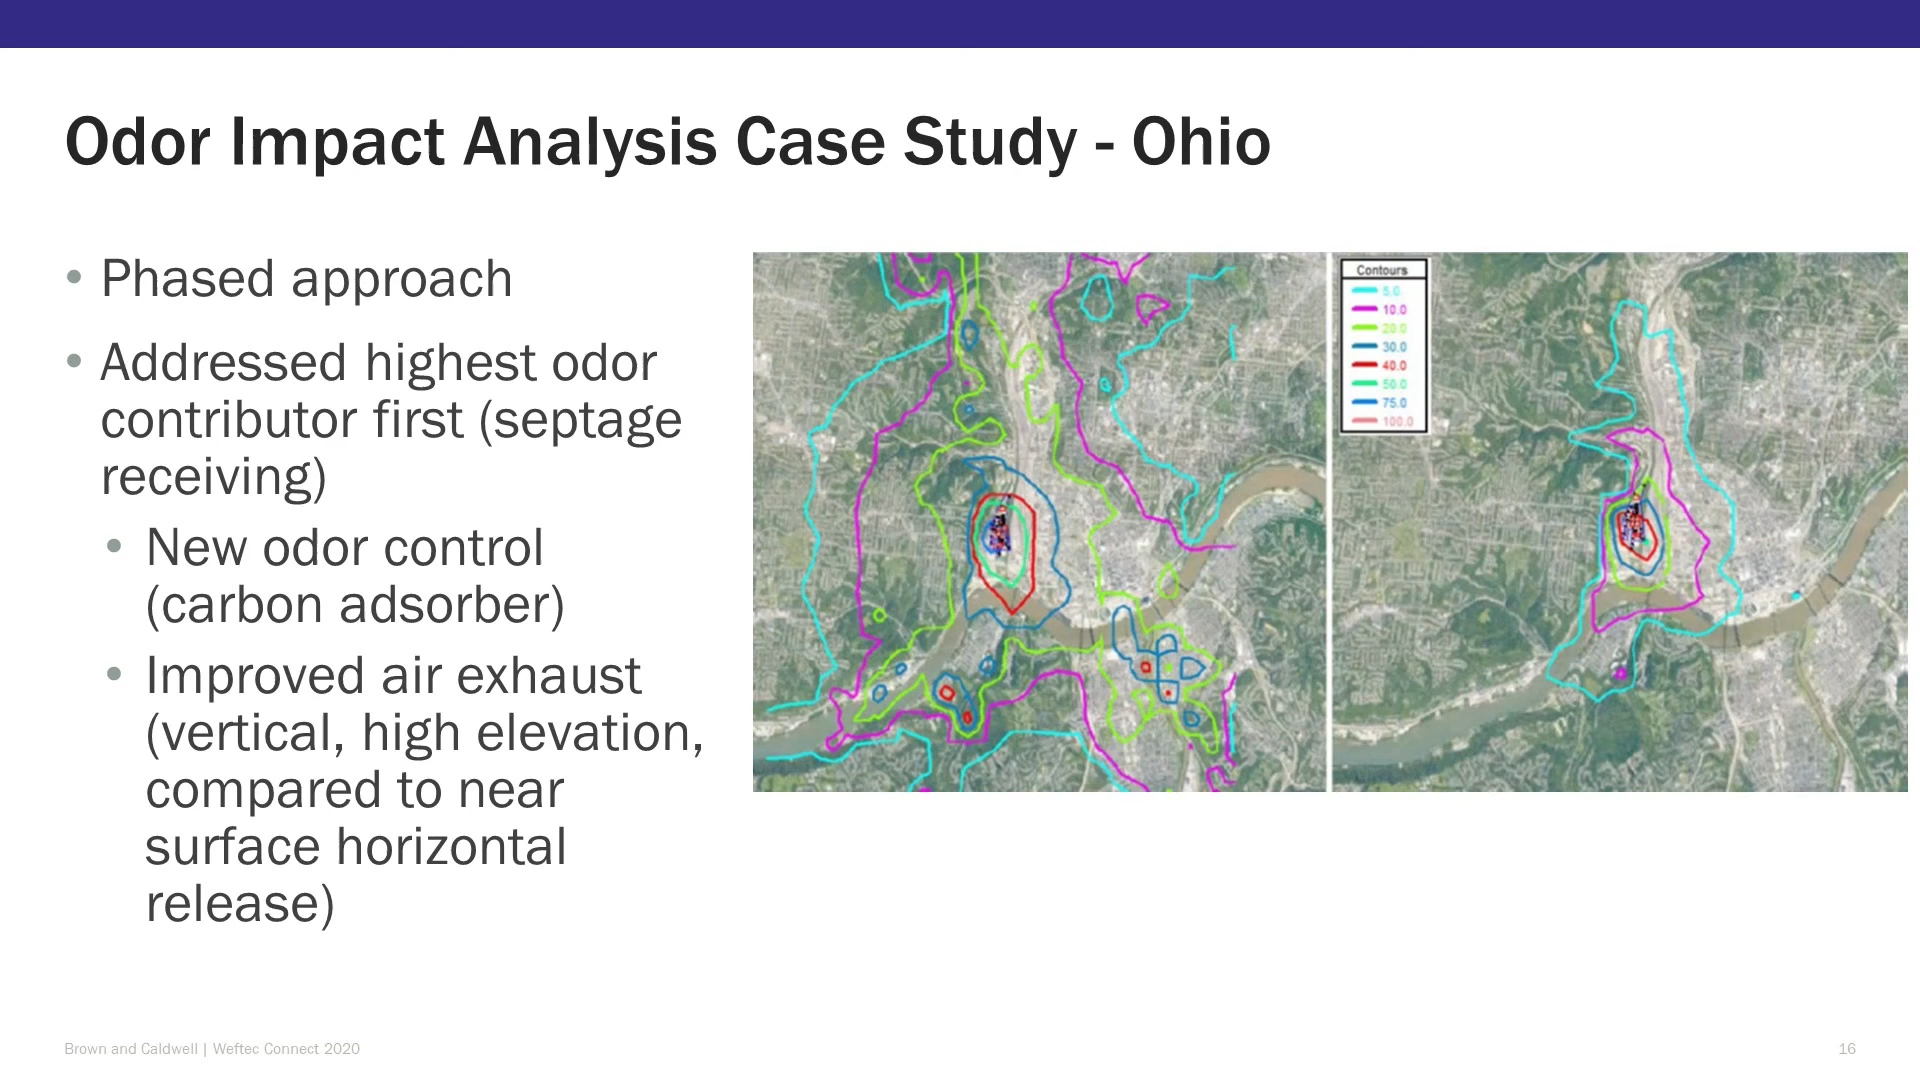 Odor Impact Analysis Case Study - Ohio
• Phased approach
• Addressed highest odor
contributor first (septage
receiving)
• New odor control
(carbon adsorber)
• Improved air exhaust
(vertical, high elevation,
compared to near
surface horizontal
release)
Contours
5.0
10.0
20.0
30.0
40.0
50.0
75.0
100.0
Brown and Caldwell | Weftec Connect 2020
16